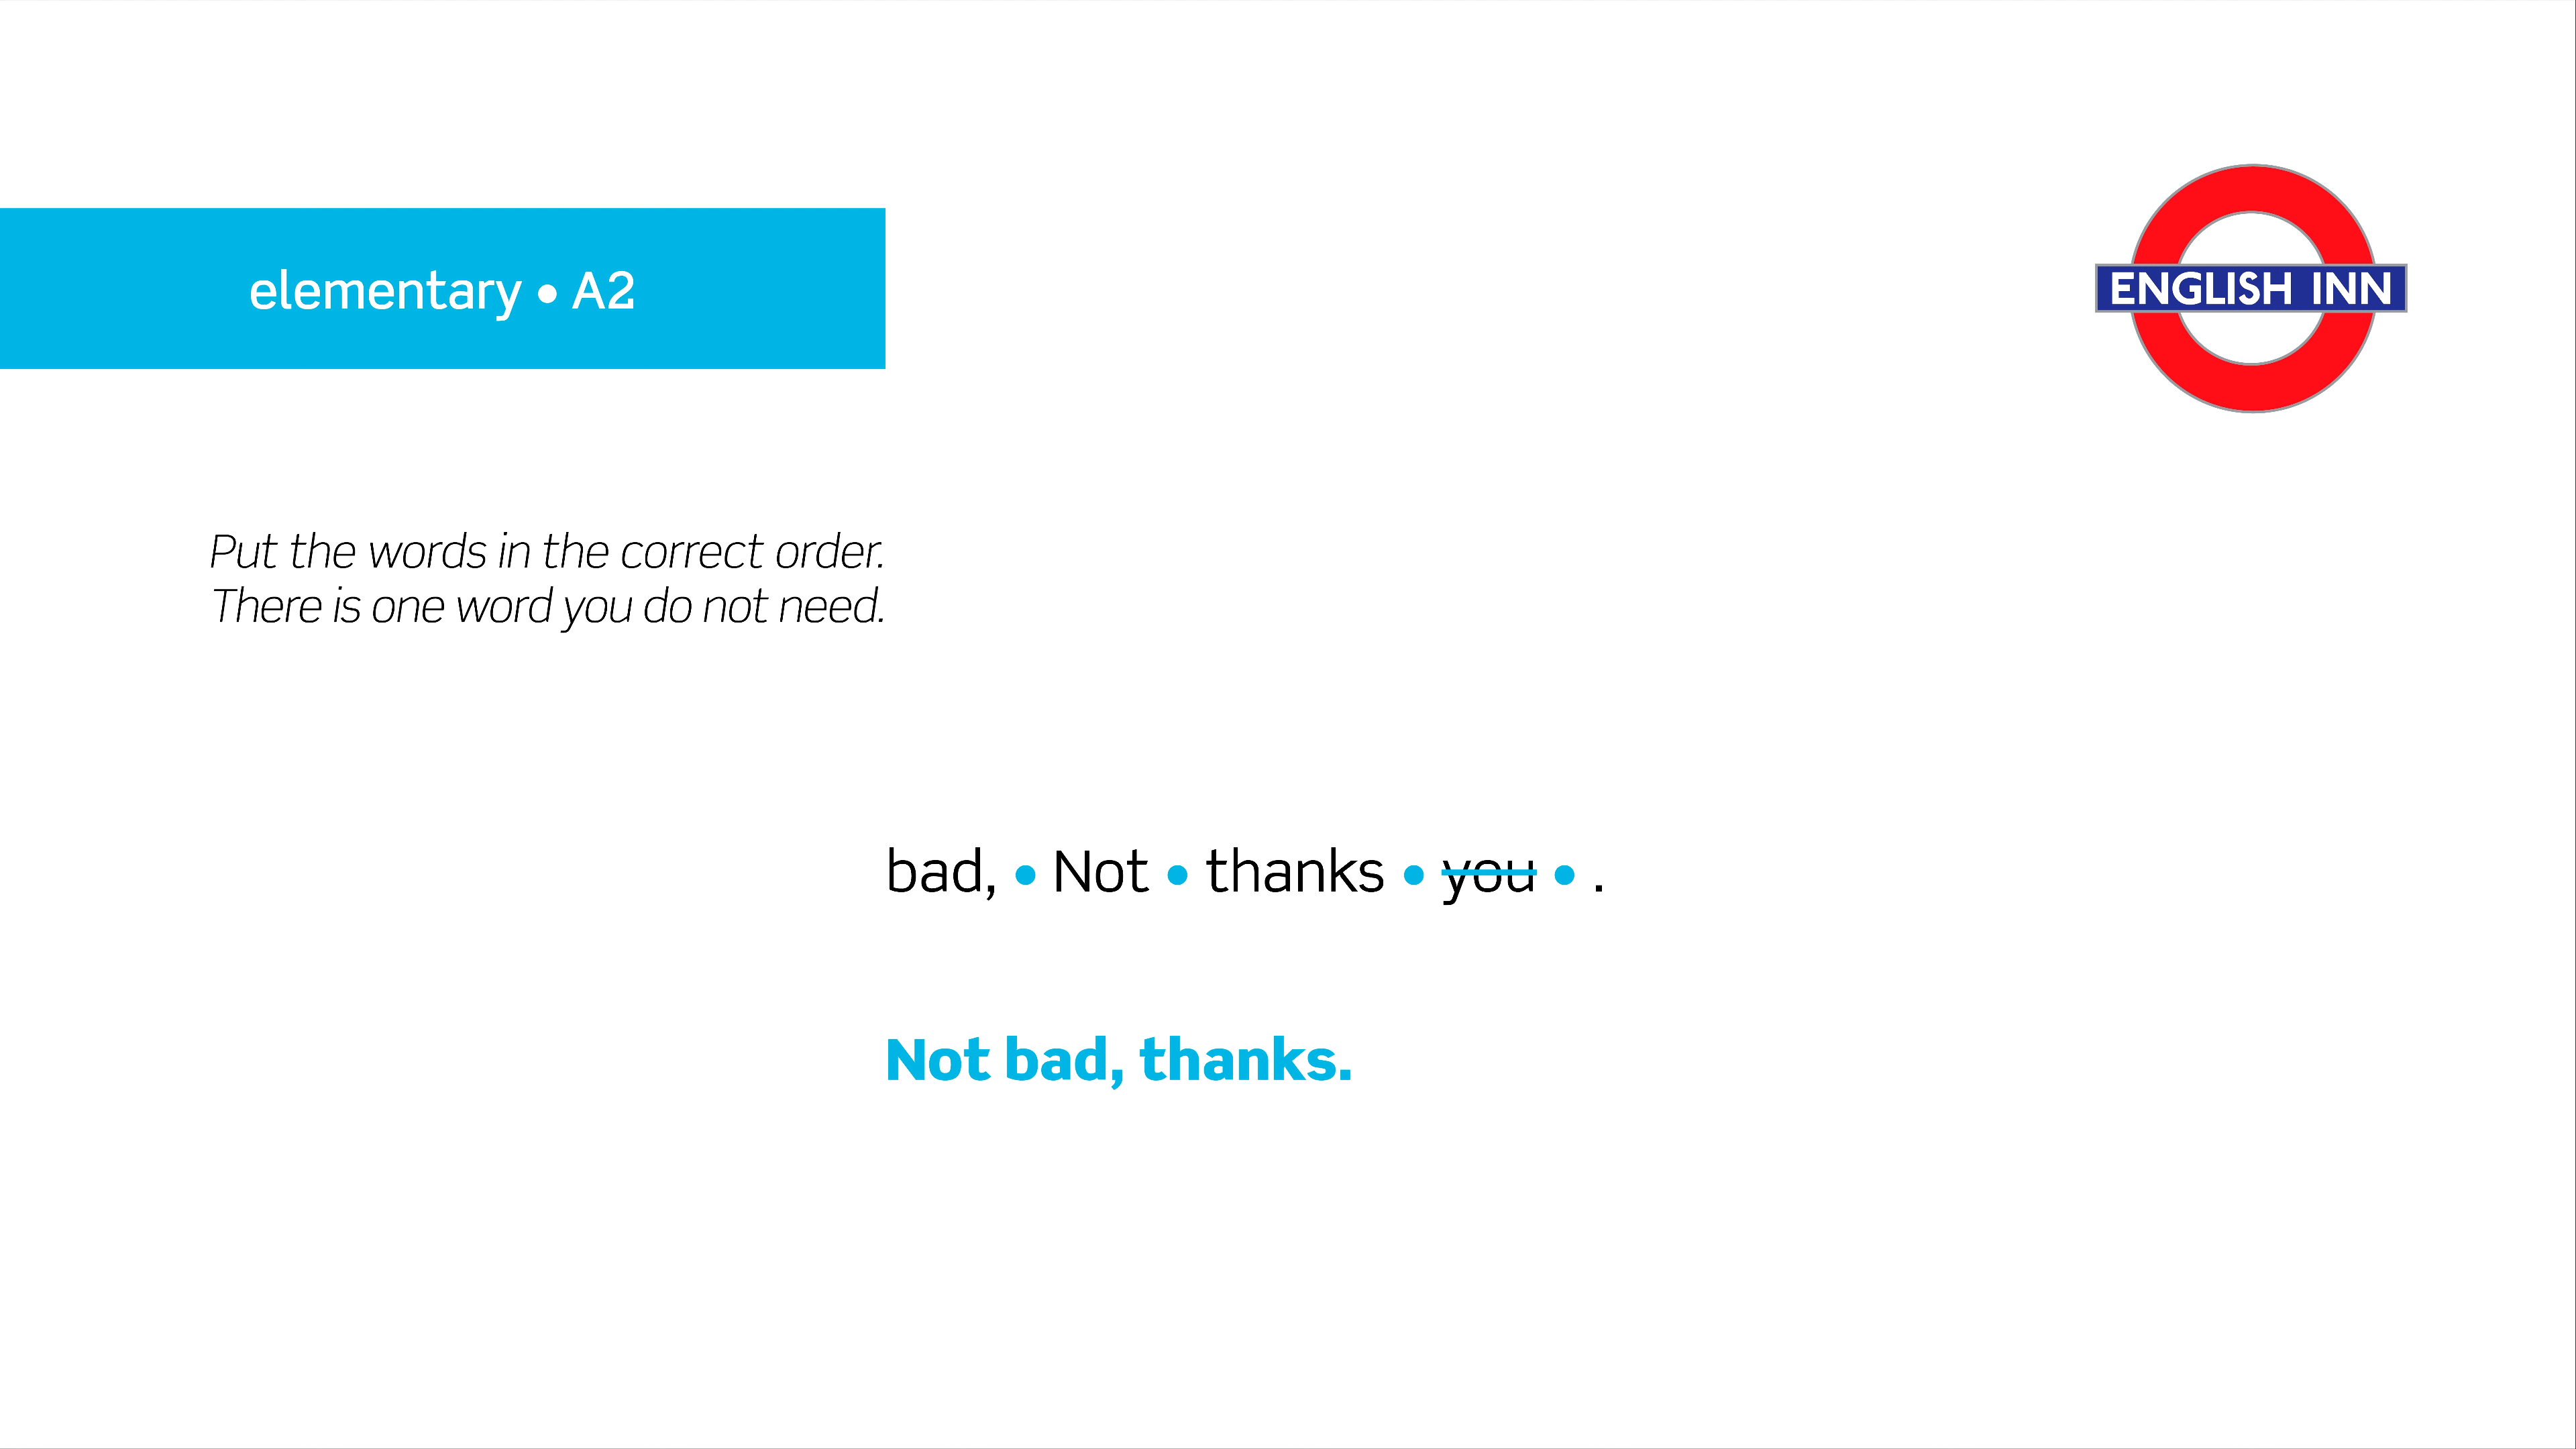 elementary • A2
ENGLISH INN
Put the words in the correct order.
There is one word you do not need.
bad, • Not • thanks • you • .
Not bad, thanks.